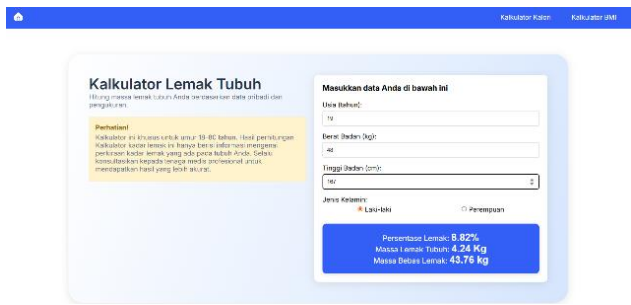 Kalkulator Kalori
Kalkulator BMI
Kalkulator Lemak Tubuh
Hitung massa lemak tubuh Anda berdasarkan data pribadi dan
pengukuran.
Perhatian!
Kalkulator ini khusus untuk umur 18-60 tahun. Hasil perhitungan
Kalkulator kadar lemak ini hanya berisi informasi mengenai
perkiraan kadar lemak yang ada pada tubuh Anda. Selalu
konsultasikan kepada tenaga medis profesional untuk
mendapatkan hasil yang lebih akurat.
Masukkan data Anda di bawah ini
Usia (tahun):
19
Berat Badan (kg):
48
Tinggi Badan (cm):
167
Jenis Kelamin:
Laki-laki
Perempuan
Persentase Lemak: 8.82%
Massa Lemak Tubuh: 4.24 Kg
Massa Bebas Lemak: 43.76 kg